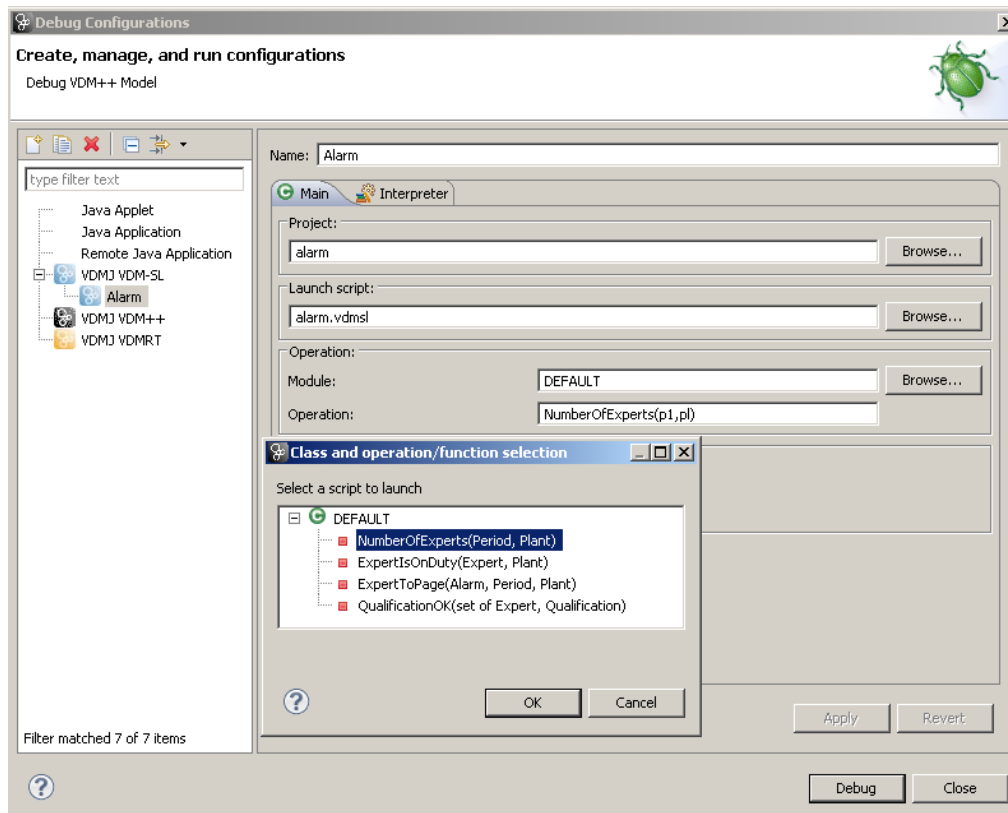 Debug Configurations
Create, manage, and run configurations
Debug VDM++ Model
type filter text
Java Applet
Java Application
Remote Java Application
VDMJ VDM-SL
Alarm
VDMJ VDM++
VDMJ VDMRT
Filter matched 7 of 7 items
Name: Alarm
Main Interpreter
Project:
alarm Browse...
Launch script:
alarm.vdmsl Browse...
Operation:
Module: DEFAULT Browse...
Operation: NumberOfExperts(p1,pl)
Class and operation/function selection
Select a script to launch
DEFAULT
NumberOfExperts(Period, Plant)
ExpertIsOnDuty(Expert, Plant)
ExpertToPage(Alarm, Period, Plant)
QualificationOK(set of Expert, Qualification)
OK Cancel
Apply Revert
Debug Close